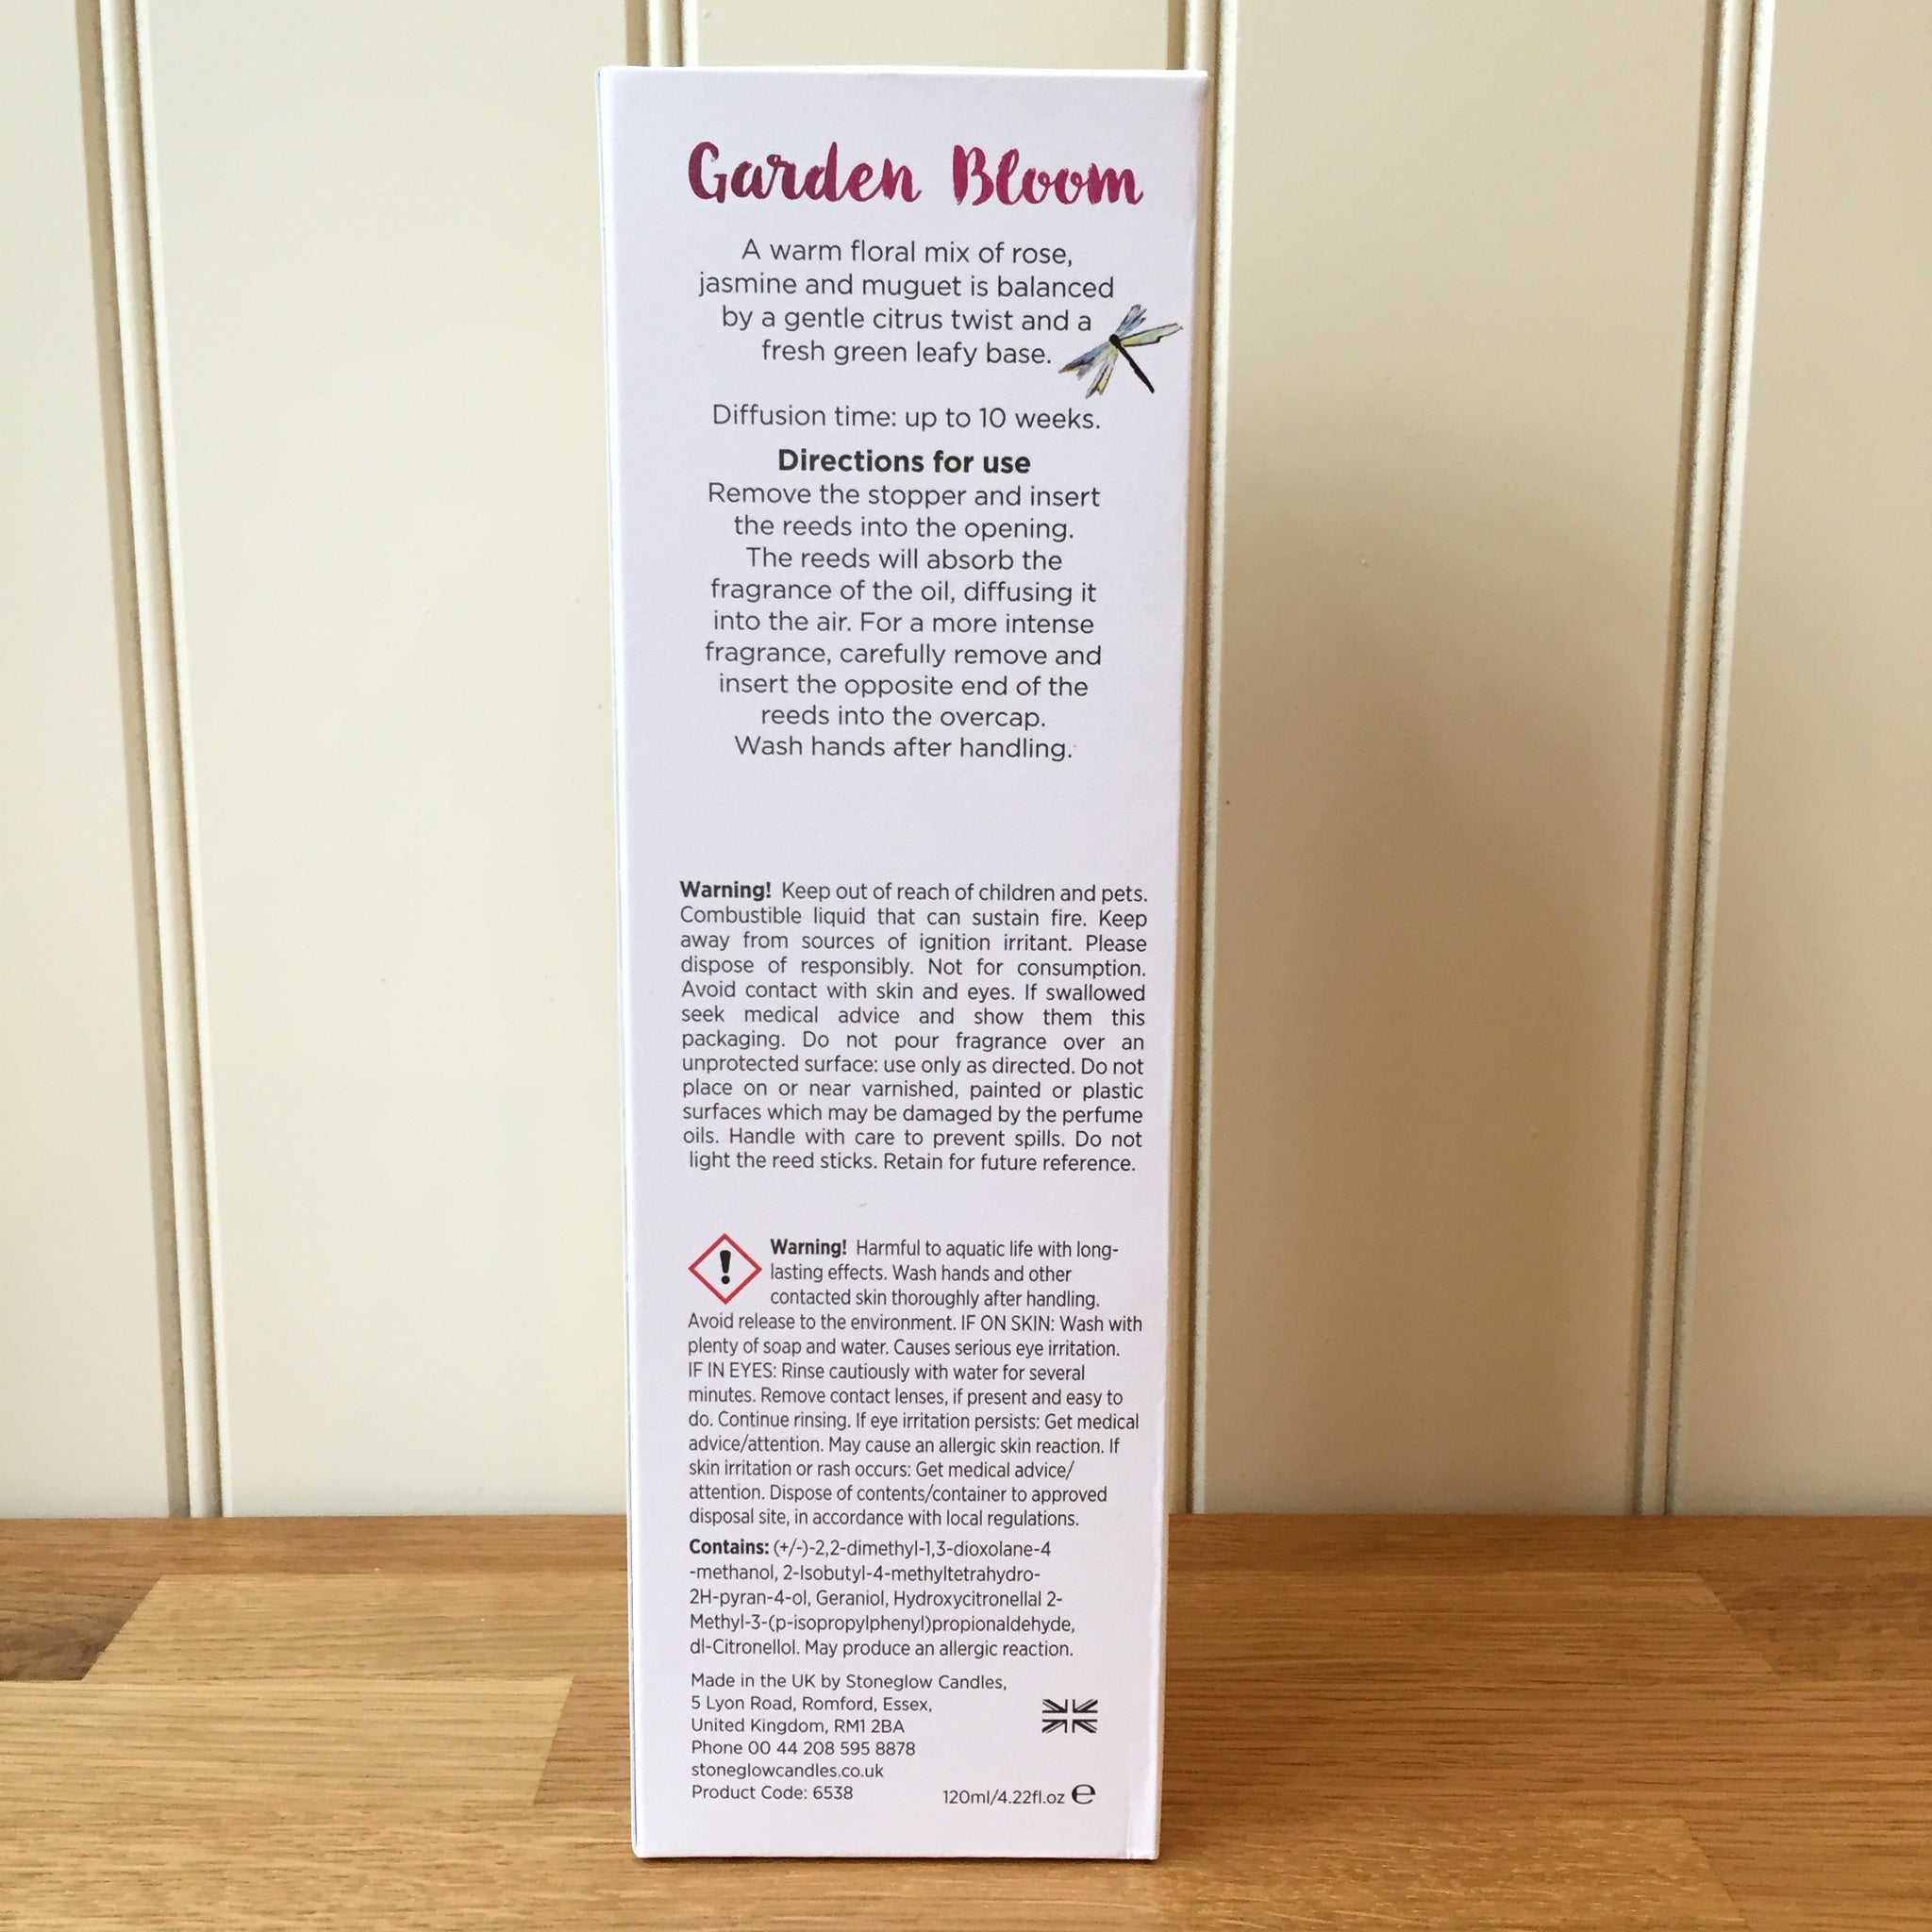 Garden Bloom
A warm floral mix of rose,
jasmine and muguet is balanced
by a gentle citrus twist and a
fresh green leafy base.
Diffusion time: up to 10 weeks.
Directions for use
Remove the stopper and insert
the reeds into the opening.
The reeds will absorb the
fragrance of the oil, diffusing it
into the air. For a more intense
fragrance, carefully remove and
insert the opposite end of the
reeds into the overcap.
Wash hands after handling.
Warning! Keep out of reach of children and pets.
Combustible liquid that can sustain fire. Keep
away from sources of ignition irritant. Please
dispose of responsibly. Not for consumption.
Avoid contact with skin and eyes. If swallowed
seek medical advice and show them this
packaging. Do not pour fragrance over an
unprotected surface: use only as directed. Do not
place on or near varnished, painted or plastic
surfaces which may be damaged by the perfume
oils. Handle with care to prevent spills. Do not
light the reed sticks. Retain for future reference.
Warning! Harmful to aquatic life with long-
lasting effects. Wash hands and other
contacted skin thoroughly after handling.
Avoid release to the environment. IF ON SKIN: Wash with
plenty of soap and water. Causes serious eye irritation.
IF IN EYES: Rinse cautiously with water for several
minutes. Remove contact lenses, if present and easy to
do. Continue rinsing. If eye irritation persists: Get medical
advice/attention. May cause an allergic skin reaction. If
skin irritation or rash occurs: Get medical advice/
attention. Dispose of contents/container to approved
disposal site, in accordance with local regulations.
Contains: (+/-)-2,2-dimethyl-1,3-dioxolane-4
-methanol, 2-Isobutyl-4-methyltetrahydro-
2H-pyran-4-ol, Geraniol, Hydroxycitronellal 2-
Methyl-3-(p-isopropylphenyl)propionaldehyde,
dl-Citronellol. May produce an allergic reaction.
Made in the UK by Stoneglow Candles,
5 Lyon Road, Romford, Essex,
United Kingdom, RM1 2BA
Phone 00 44 208 595 8878
stoneglowcandles.co.uk
Product Code: 6538
120ml/4.22fl.oz ℮